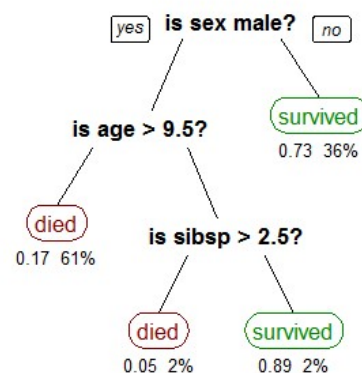 yes is sex male? no
is age > 9.5?
survived
0.73 36%
died
0.17 61%
is sibsp > 2.5?
died survived
0.05 2% 0.89 2%